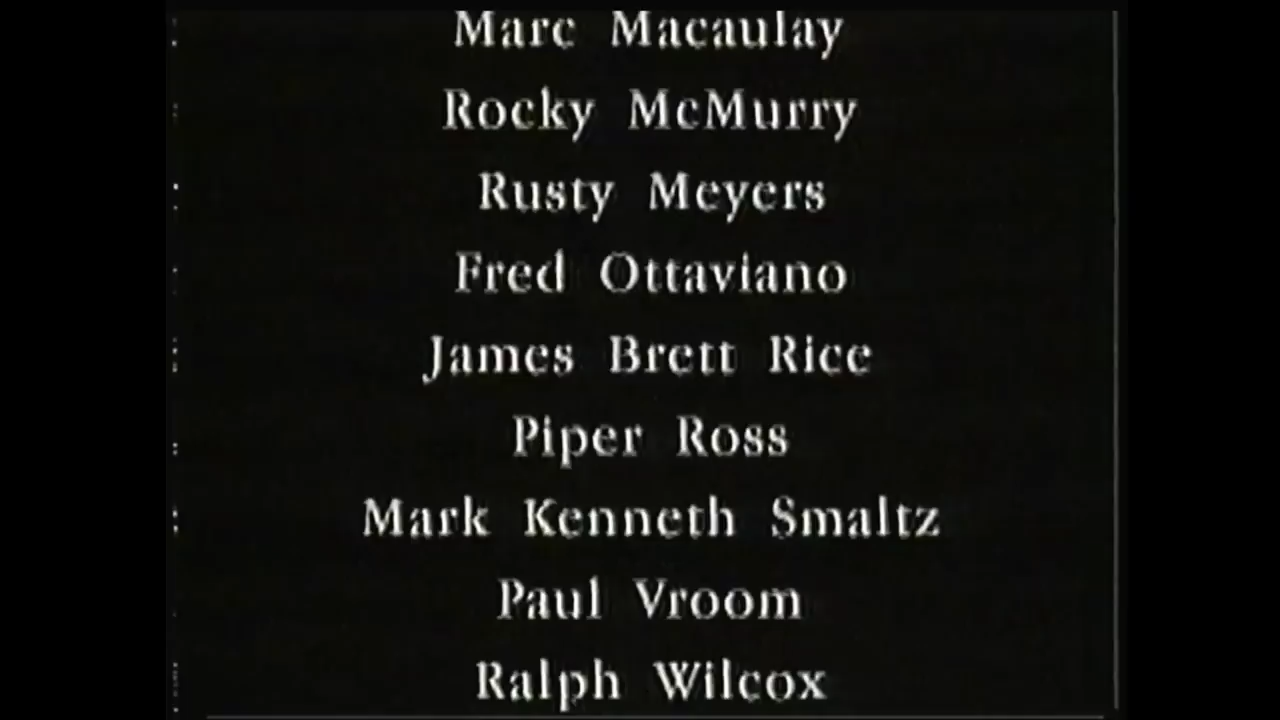 Marc Macaulay
Rocky McMurry
Rusty Meyers
Fred Ottaviano
James Brett Rice
Piper Ross
Mark Kenneth Smaltz
Paul Vroom
Ralph Wilcox